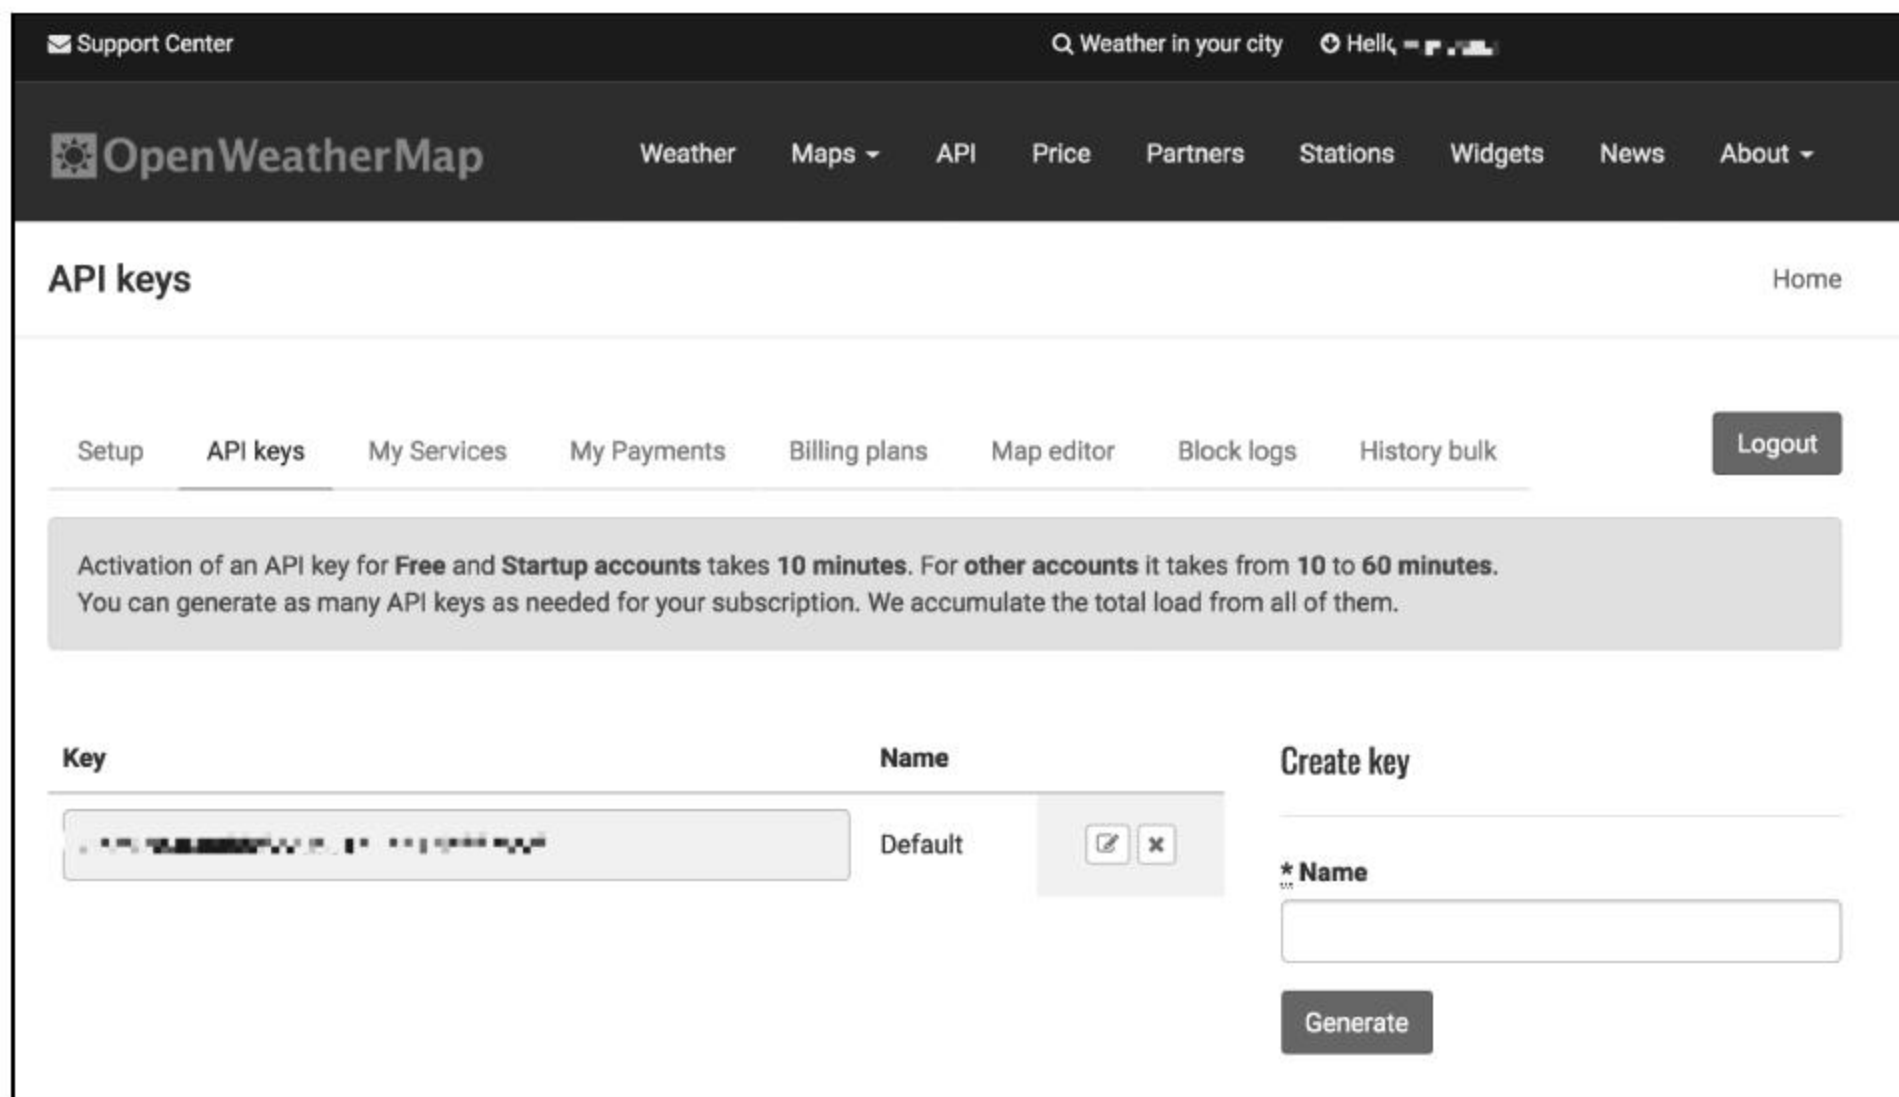 Support Center
Weather in your city
Hello
OpenWeatherMap
Weather Maps API Price Partners Stations Widgets News About
API keys
Home
Setup API keys My Services My Payments Billing plans Map editor Block logs History bulk
Logout
Activation of an API key for Free and Startup accounts takes 10 minutes. For other accounts it takes from 10 to 60 minutes.
You can generate as many API keys as needed for your subscription. We accumulate the total load from all of them.
Key Name
Default
Create key
* Name
Generate